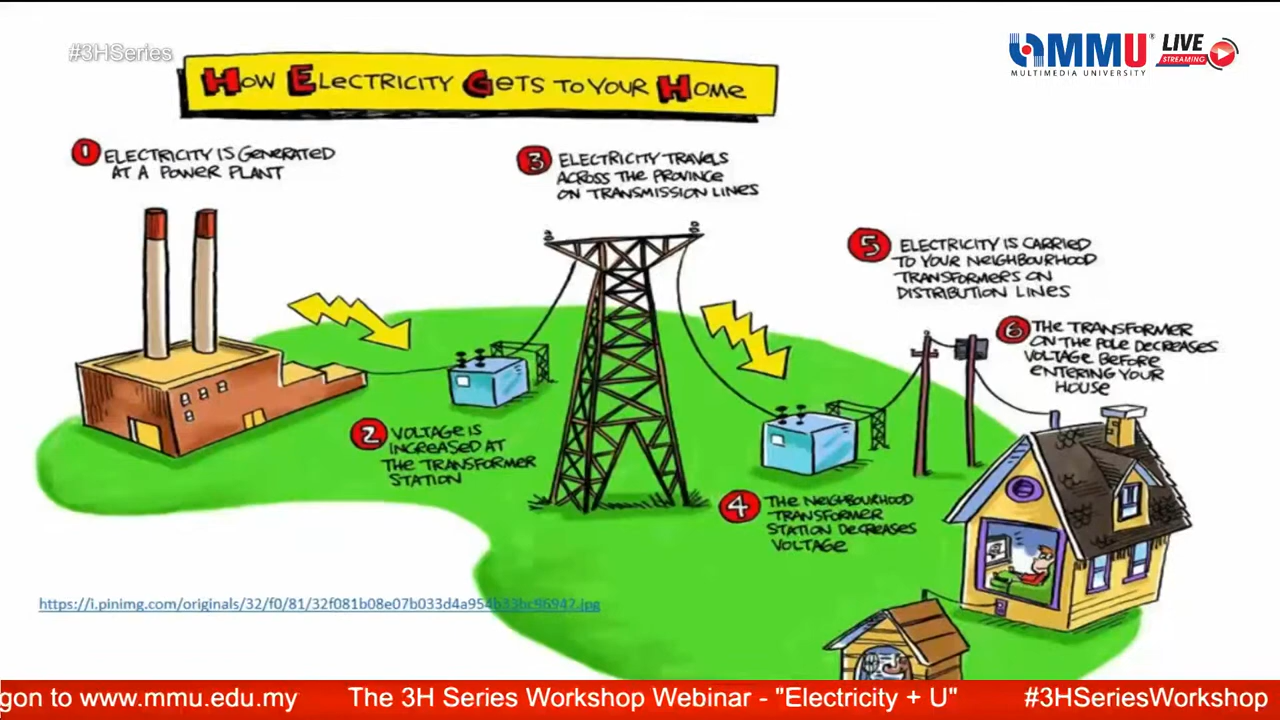 #3HSeries
MMU
LIVE
STREAMING
MULTIMEDIA UNIVERSITY
HOW ELECTRICITY GETS TO YOUR HOME
1 ELECTRICITY IS GENERATED
AT A POWER PLANT
3 ELECTRICITY TRAVELS
ACROSS THE PROVINCE
ON TRANSMISSION LINES
5 ELECTRICITY IS CARRIED
TO YOUR NEIGHBOURHOOD
TRANSFORMERS ON
DISTRIBUTION LINES
6 THE TRANSFORMER
ON THE POLE DECREASES
VOLTAGE BEFORE
ENTERING YOUR
HOUSE
2 VOLTAGE IS
INCREASED AT
THE TRANSFORMER
STATION
4 THE NEIGHBOURHOOD
TRANSFORMER
STATION DECREASES
VOLTAGE
gon to www.mmu.edu.my The 3H Series Workshop Webinar - "Electricity + U" #3HSeriesWorkshop